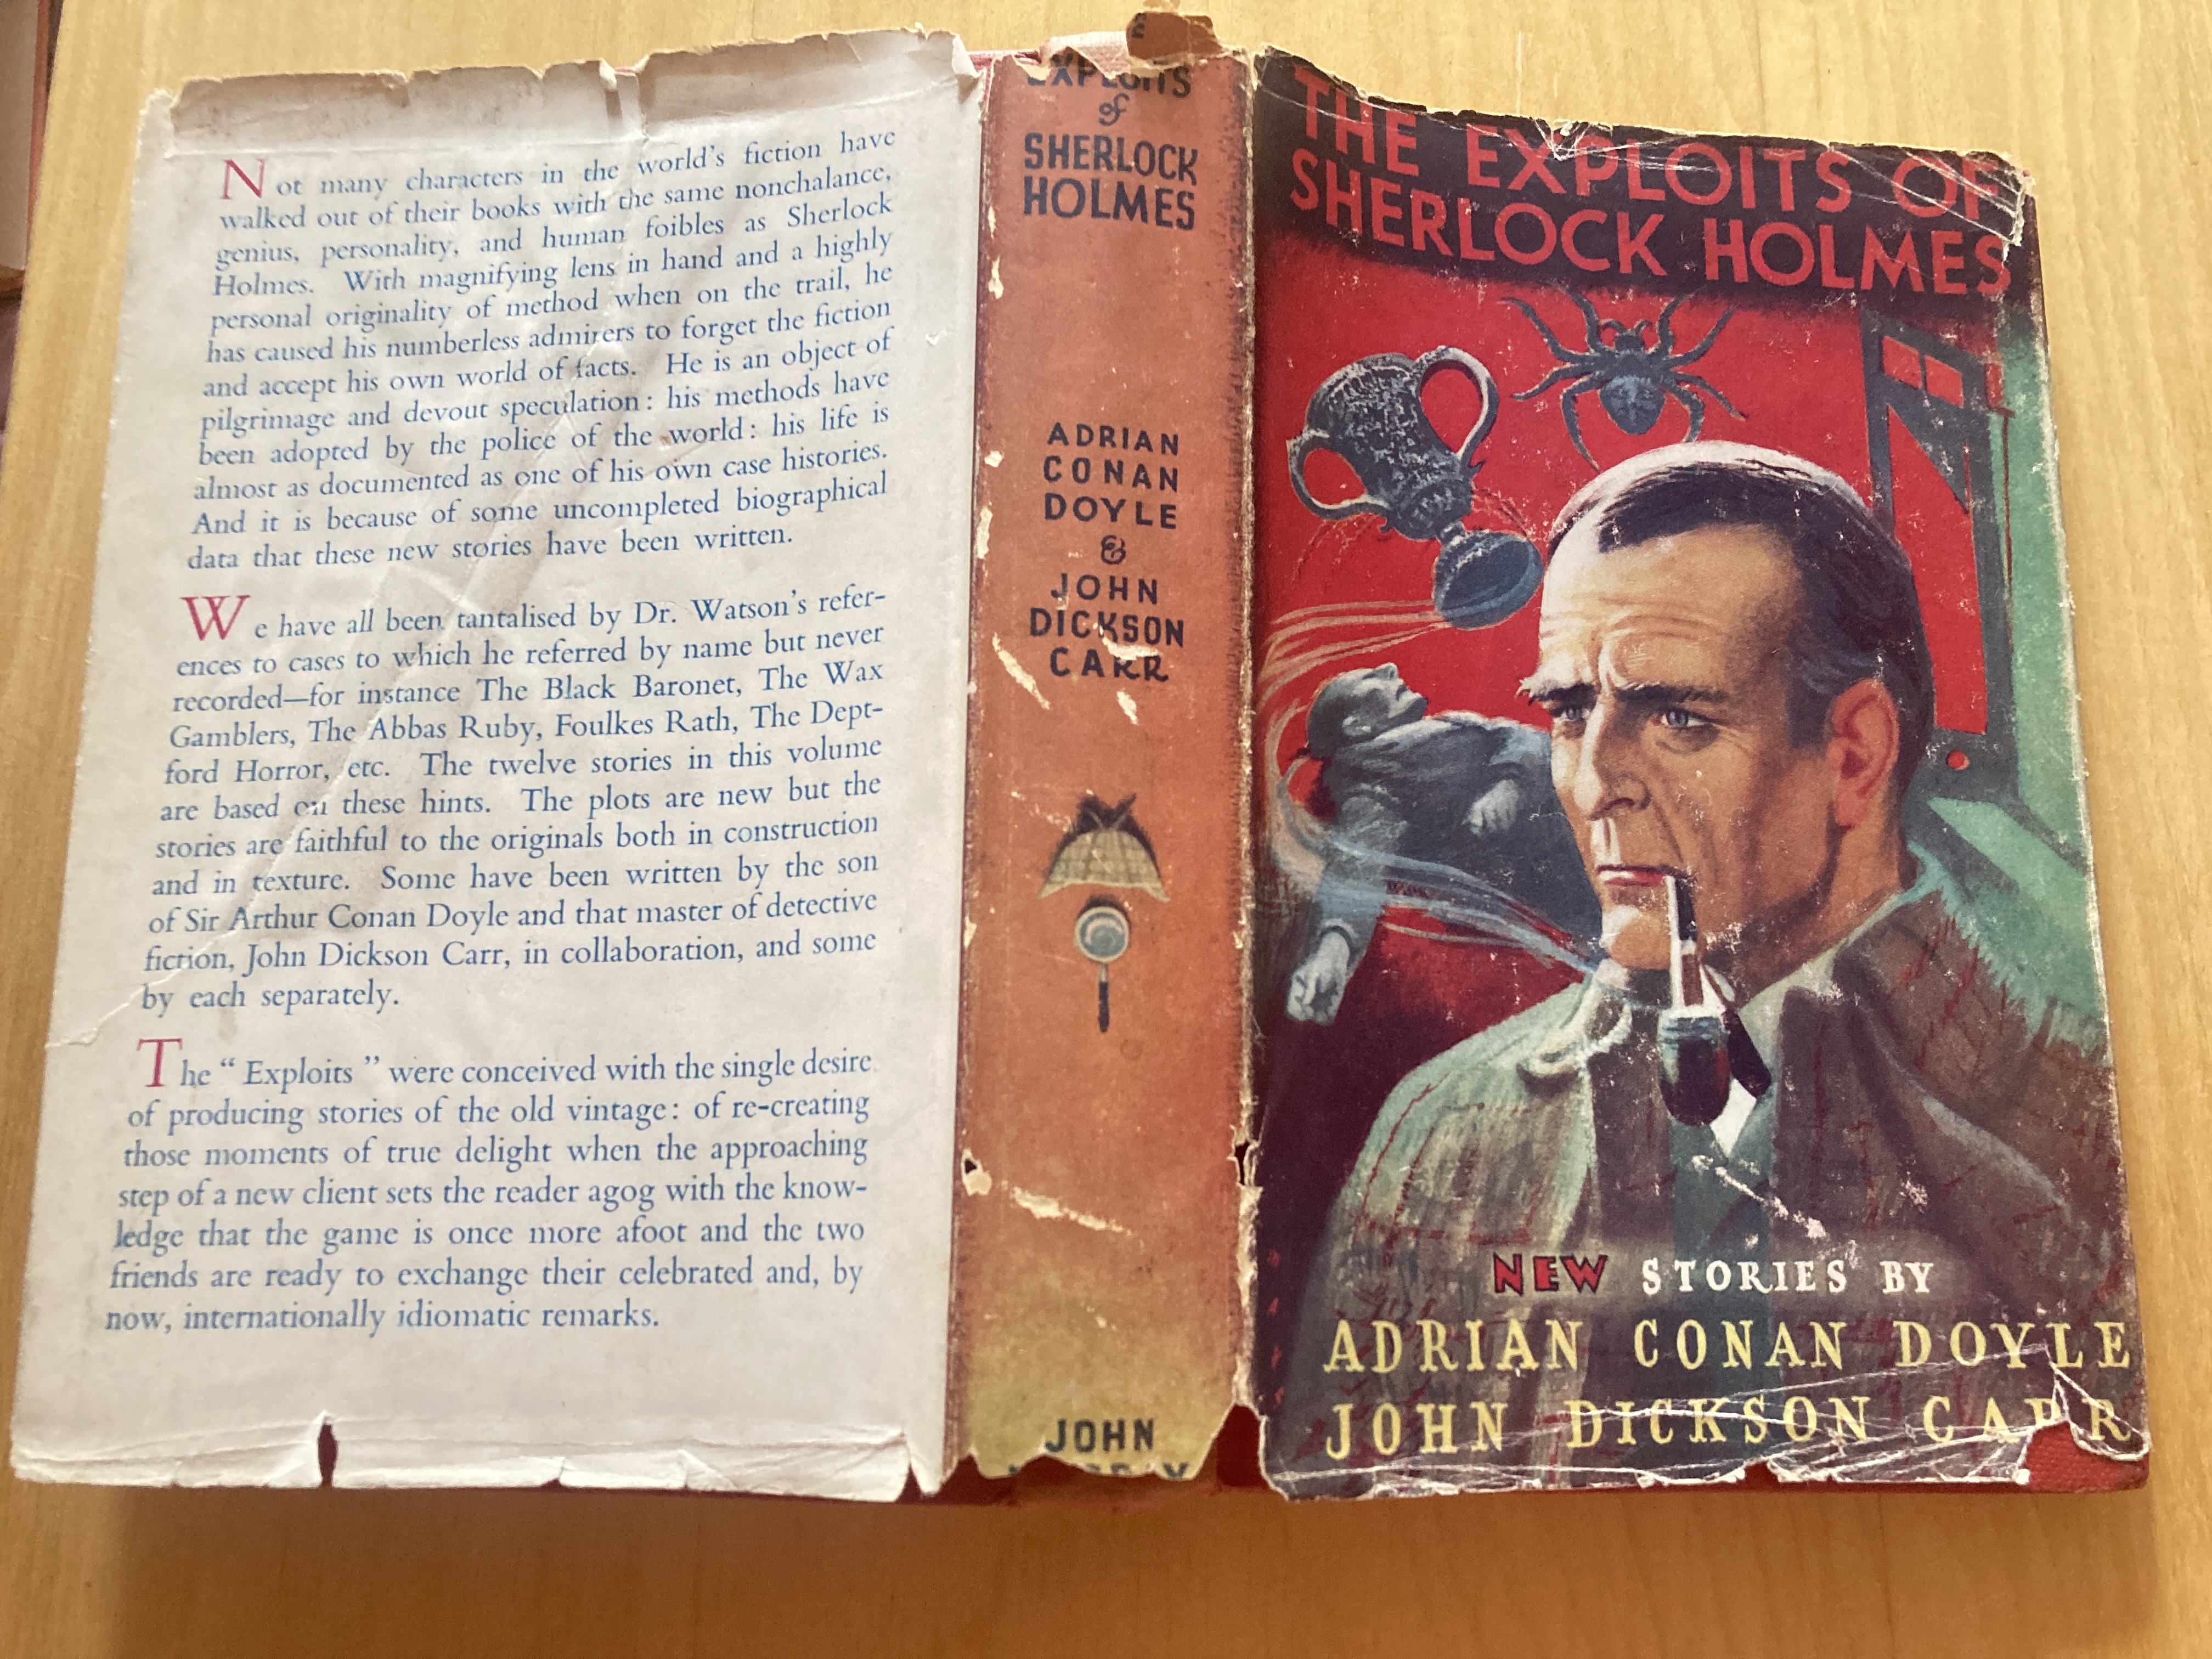 Not many characters in the world's fiction have
walked out of their books with the same nonchalance,
genius, personality, and human foibles as Sherlock
Holmes. With magnifying lens in hand and a highly
personal originality of method when on the trail, he
has caused his numberless admirers to forget the fiction
and accept his own world of facts. He is an object of
pilgrimage and devout speculation: his methods have
been adopted by the police of the world: his life is
almost as documented as one of his own case histories.
And it is because of some uncompleted biographical
data that these new stories have been written.
We have all been tantalised by Dr. Watson's refer-
ences to cases to which he referred by name but never
recorded—for instance The Black Baronet, The Wax
Gamblers, The Abbas Ruby, Foulkes Rath, The Dept-
ford Horror, etc. The twelve stories in this volume
are based on these hints. The plots are new but the
stories are faithful to the originals both in construction
and in texture. Some have been written by the son
of Sir Arthur Conan Doyle and that master of detective
fiction, John Dickson Carr, in collaboration, and some
by each separately.
The “ Exploits ” were conceived with the single desire
of producing stories of the old vintage: of re-creating
those moments of true delight when the approaching
step of a new client sets the reader agog with the know-
ledge that the game is once more afoot and the two
friends are ready to exchange their celebrated and, by
now, internationally idiomatic remarks.
EXPLOITS
of
SHERLOCK
HOLMES
ADRIAN
CONAN
DOYLE
&
JOHN
DICKSON
CARR
JOHN
THE EXPLOITS OF
SHERLOCK HOLMES
NEW STORIES BY
ADRIAN CONAN DOYLE
JOHN DICKSON CARR